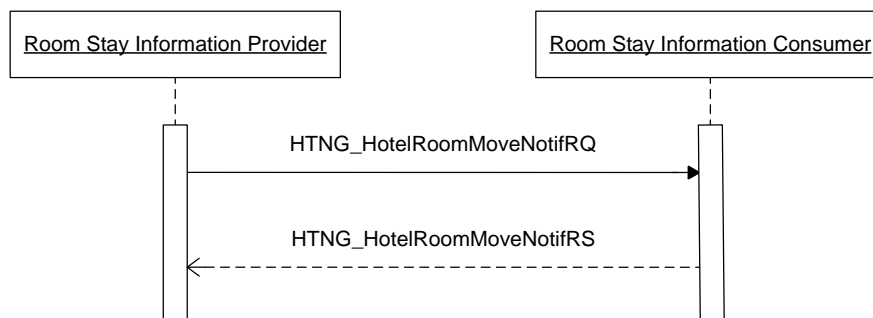 Room Stay Information Provider
Room Stay Information Consumer
HTNG_HotelRoomMoveNotifRQ
HTNG_HotelRoomMoveNotifRS